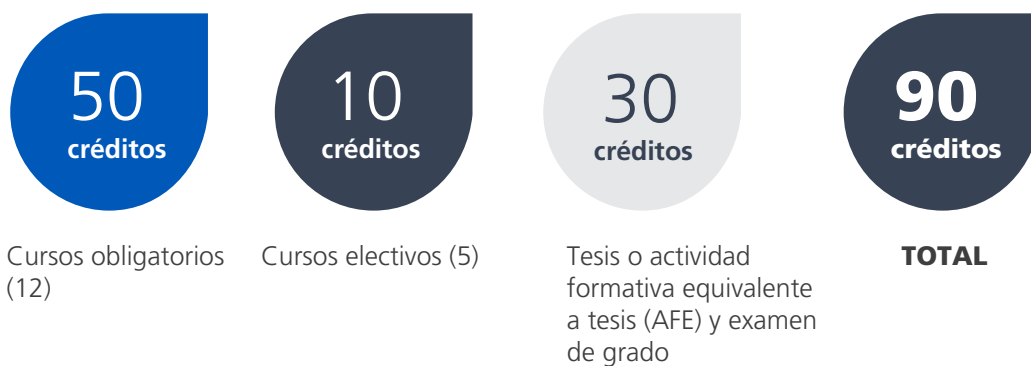 50
créditos
Cursos obligatorios
(12)
10
créditos
Cursos electivos (5)
30
créditos
Tesis o actividad
formativa equivalente
a tesis (AFE) y examen
de grado
90
créditos
TOTAL